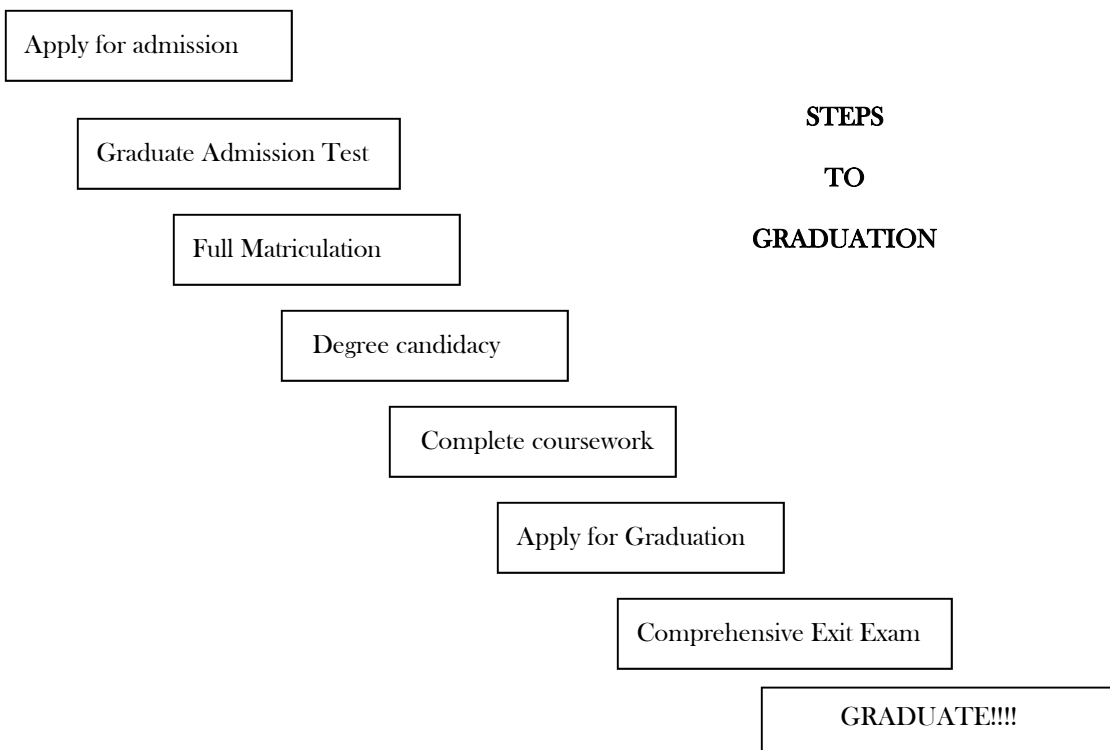 Apply for admission
STEPS
Graduate Admission Test
TO
GRADUATION
Full Matriculation
Degree candidacy
Complete coursework
Apply for Graduation
Comprehensive Exit Exam
GRADUATE!!!!